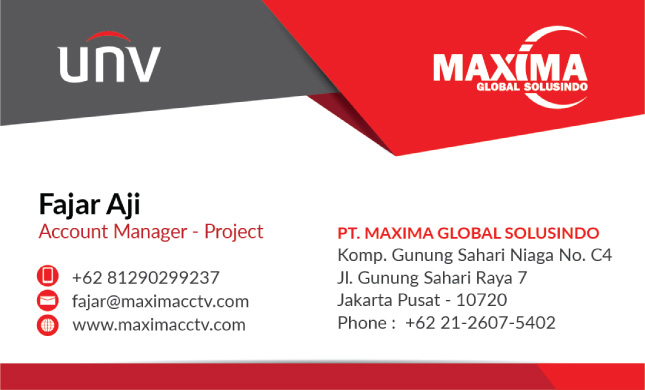 unv
MAXIMA
GLOBAL SOLUSINDO
Fajar Aji
Account Manager - Project
+62 81290299237
fajar@maximacctv.com
www.maximacctv.com
PT. MAXIMA GLOBAL SOLUSINDO
Komp. Gunung Sahari Niaga No. C4
Jl. Gunung Sahari Raya 7
Jakarta Pusat - 10720
Phone : +62 21-2607-5402